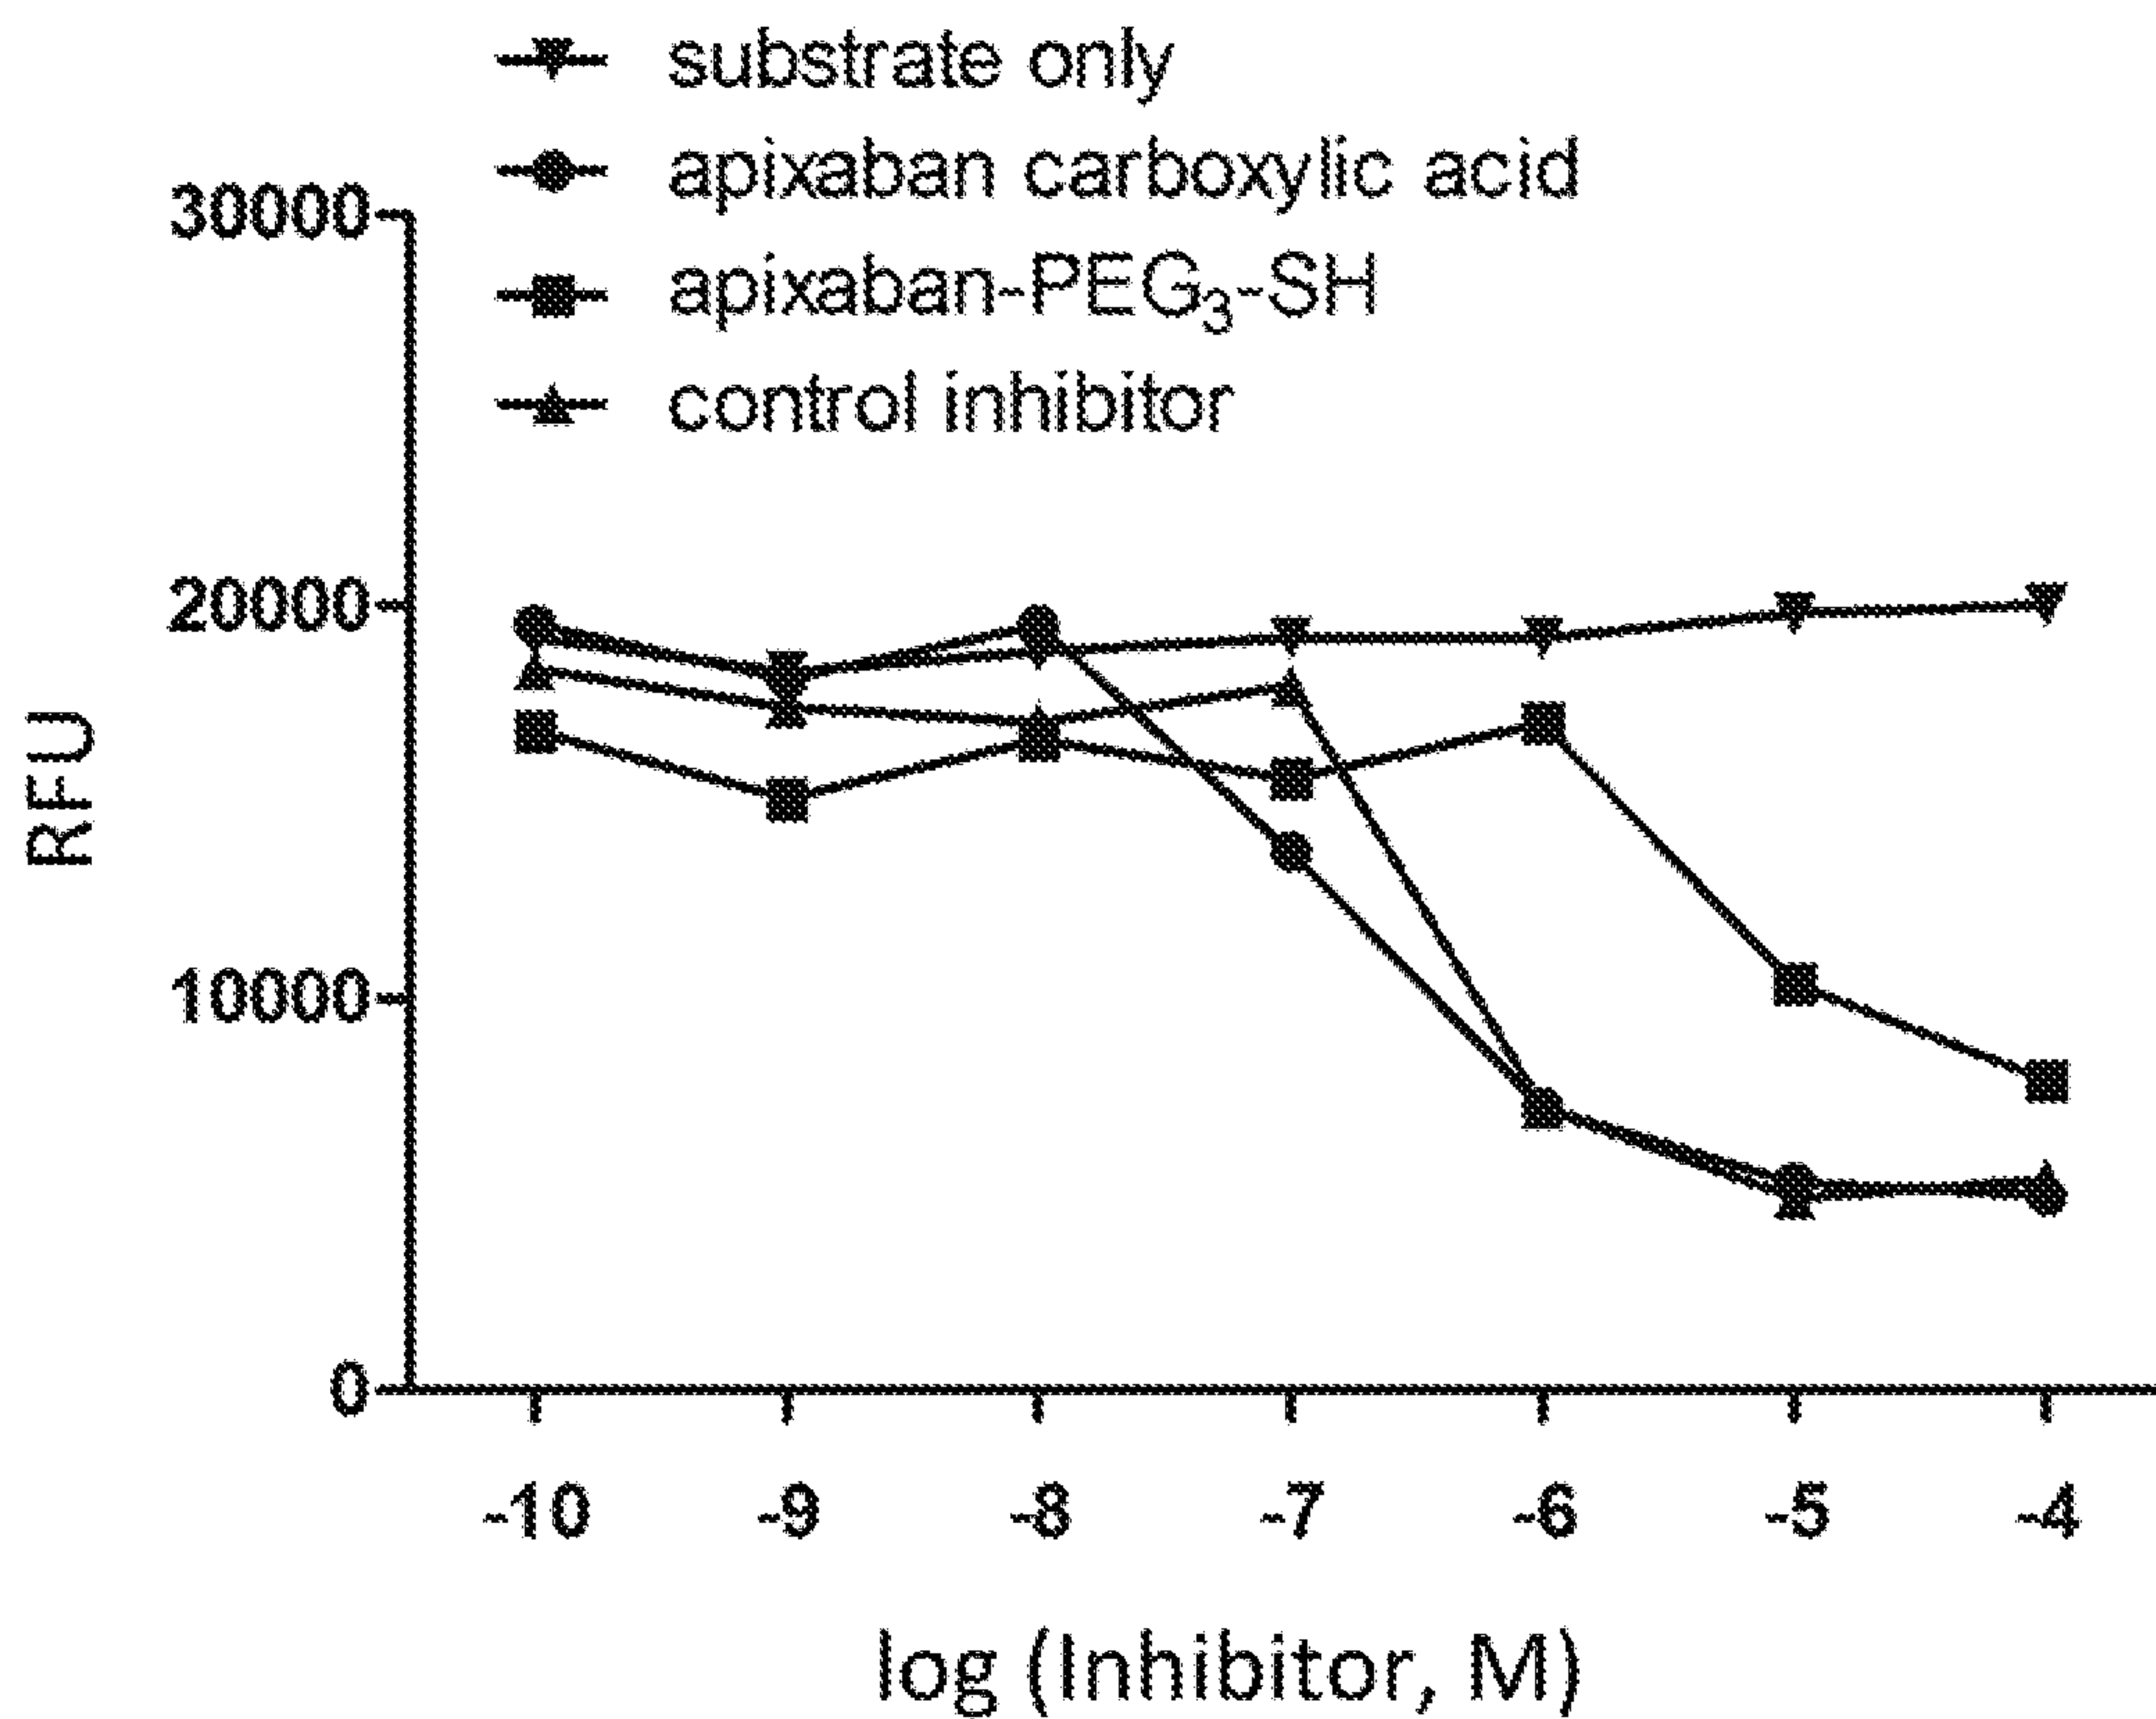 substrate only
apixaban carboxylic acid
apixaban-PEG₃-SH
control inhibitor
30000
20000
10000
0
RFU
-10 -9 -8 -7 -6 -5 -4
log (Inhibitor, M)